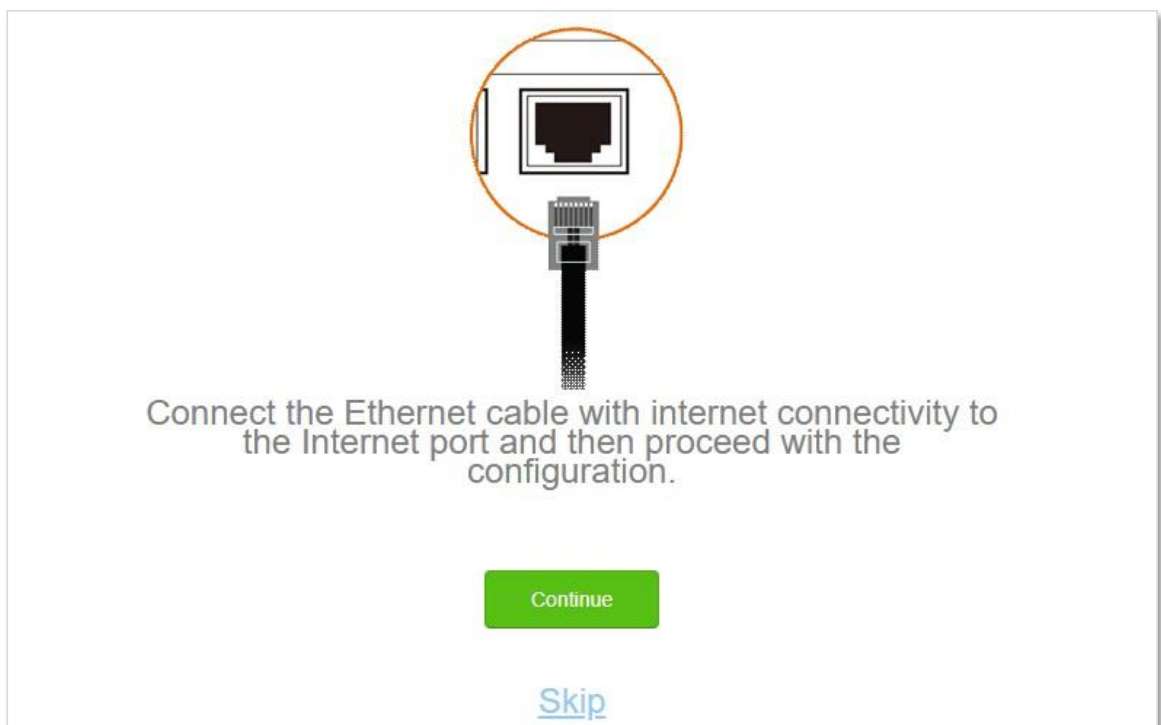 Connect the Ethernet cable with internet connectivity to
the Internet port and then proceed with the
configuration.
Continue
Skip